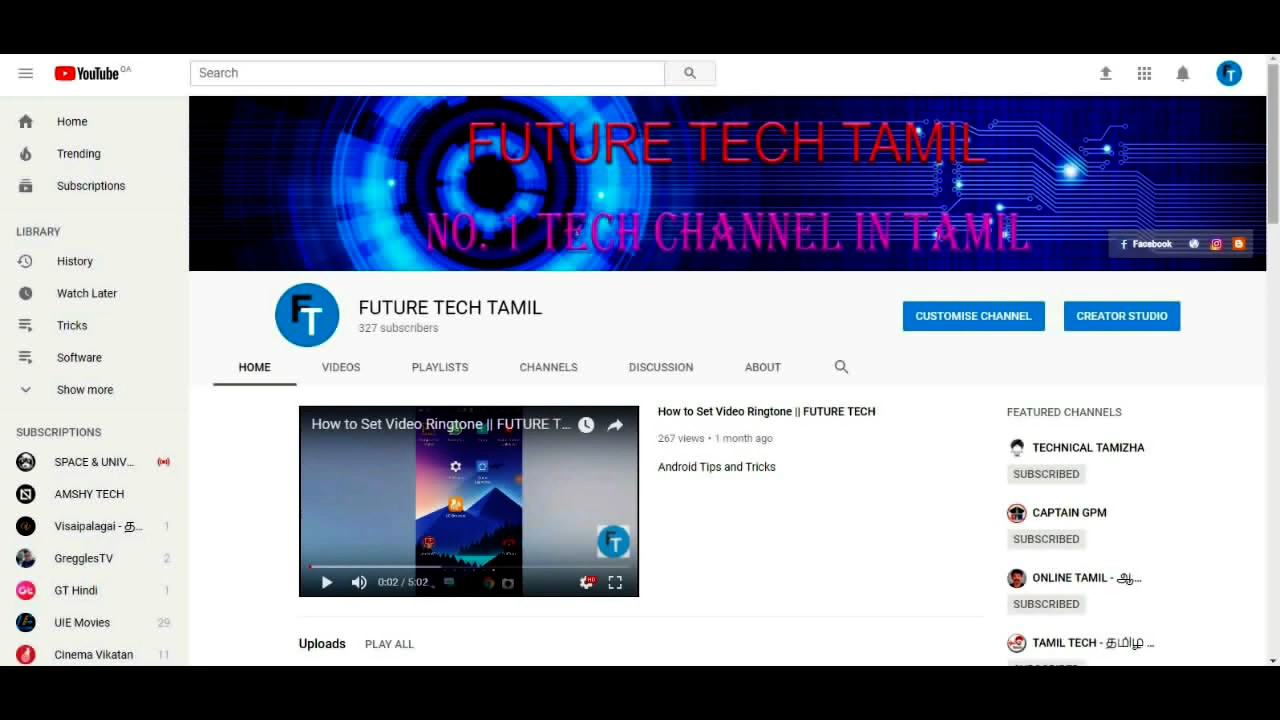 YouTube QA
Search
FT
Home
Trending
Subscriptions
LIBRARY
History
Watch Later
Tricks
Software
Show more
SUBSCRIPTIONS
SPACE & UNIV...
AMSHY TECH
Visaipalagai - த... 1
GregglesTV 2
GT Hindi 1
UIE Movies 29
Cinema Vikatan 11
FUTURE TECH TAMIL
NO. 1 TECH CHANNEL IN TAMIL
Facebook
FT
FUTURE TECH TAMIL
327 subscribers
CUSTOMISE CHANNEL
CREATOR STUDIO
HOME VIDEOS PLAYLISTS CHANNELS DISCUSSION ABOUT
How to Set Video Ringtone || FUTURE T...
FT
0:02 / 5:02
HD
How to Set Video Ringtone || FUTURE TECH
267 views • 1 month ago
Android Tips and Tricks
Uploads PLAY ALL
FEATURED CHANNELS
TECHNICAL TAMIZHA
SUBSCRIBED
CAPTAIN GPM
SUBSCRIBED
ONLINE TAMIL - ஆ...
SUBSCRIBED
TAMIL TECH - தமிழ ...